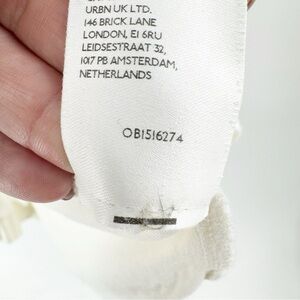 URBN UK LTD.
146 BRICK LANE
LONDON, E1 6RU
LEIDSESTRAAT 32,
1017 PB AMSTERDAM,
NETHERLANDS
OB1516274